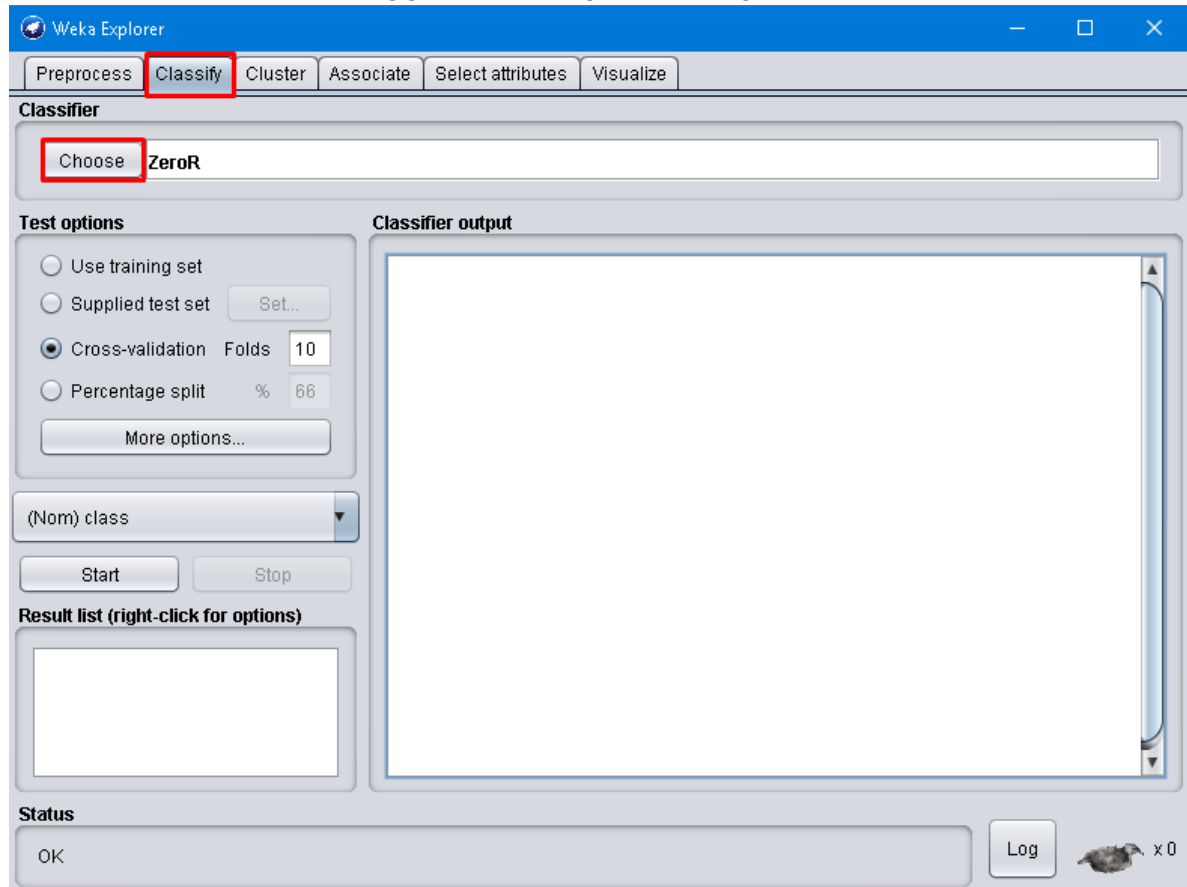 Weka Explorer
Preprocess Classify Cluster Associate Select attributes Visualize
Classifier
Choose ZeroR
Test options
Use training set
Supplied test set Set...
Cross-validation Folds 10
Percentage split % 66
More options...
(Nom) class
Start Stop
Result list (right-click for options)
Classifier output
Status
OK
Log
x 0